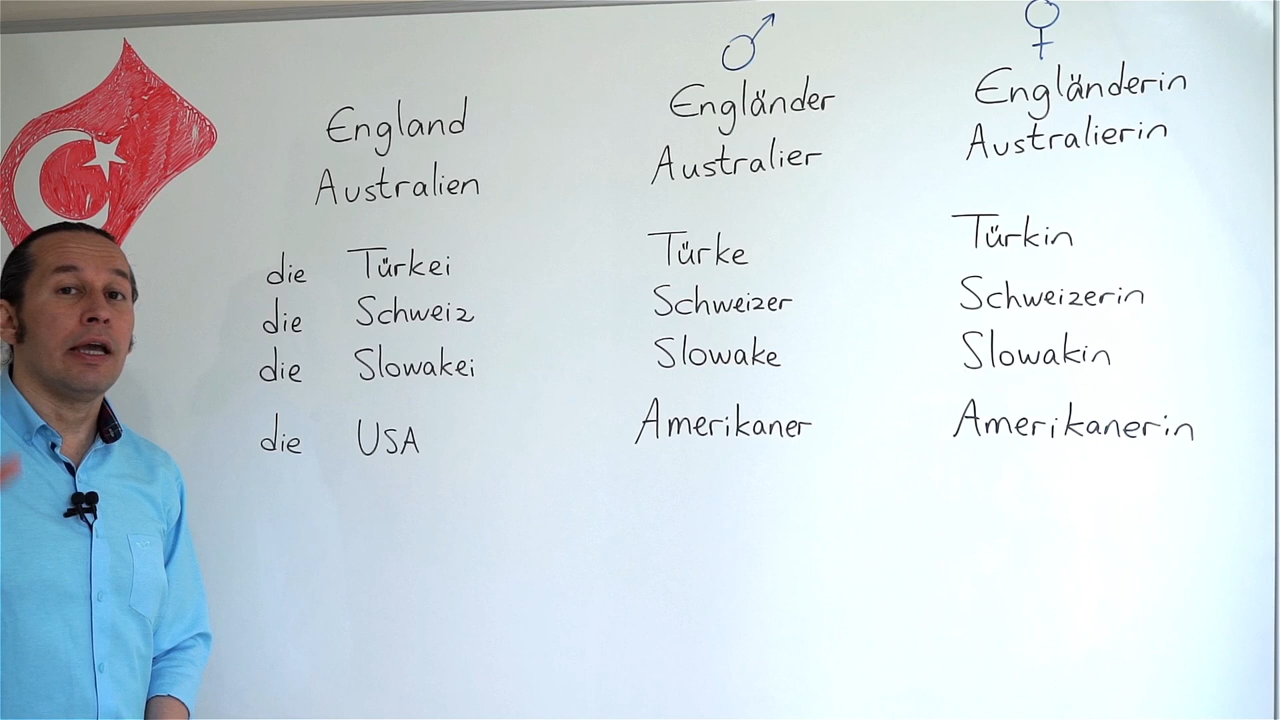 ♂ ♀
England Engländer Engländerin
Australien Australier Australierin
die Türkei Türke Türkin
die Schweiz Schweizer Schweizerin
die Slowakei Slowake Slowakin
die USA Amerikaner Amerikanerin